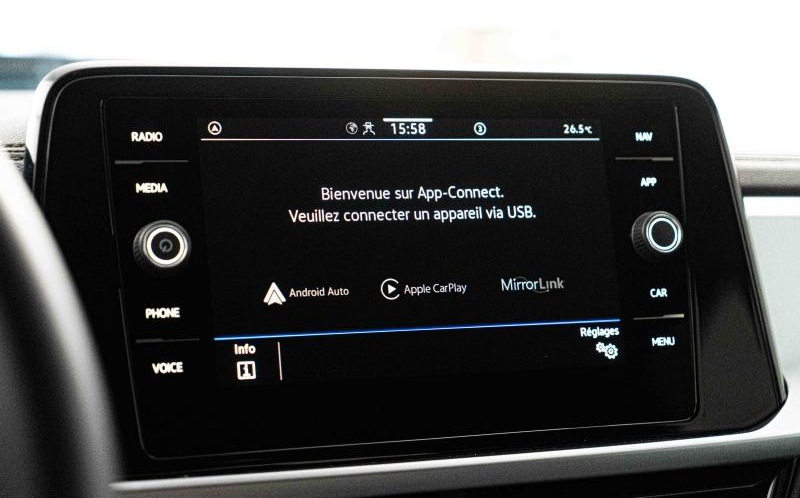 RADIO
MEDIA
PHONE
VOICE
15:58
3
26.5°C
Bienvenue sur App-Connect.
Veuillez connecter un appareil via USB.
Android Auto
Apple CarPlay
MirrorLink
Info
Réglages
NAV
APP
CAR
MENU